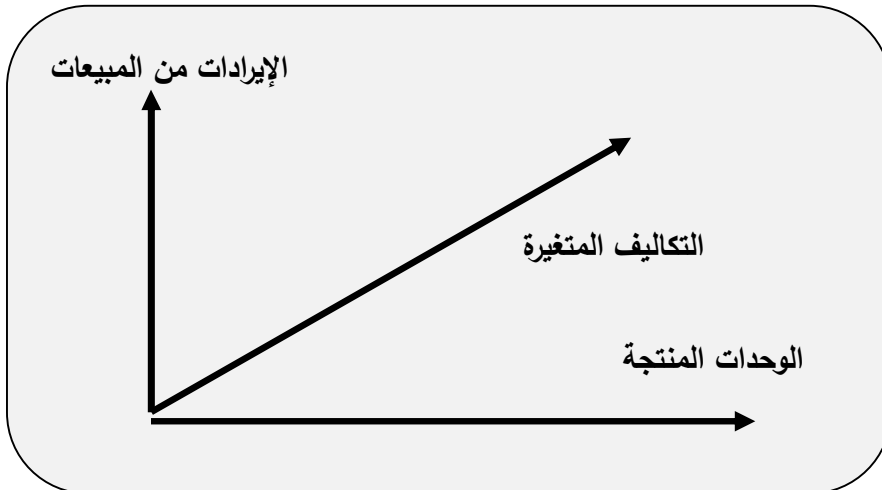 الإيرادات من المبيعات
التكاليف المتغيرة
الوحدات المنتجة